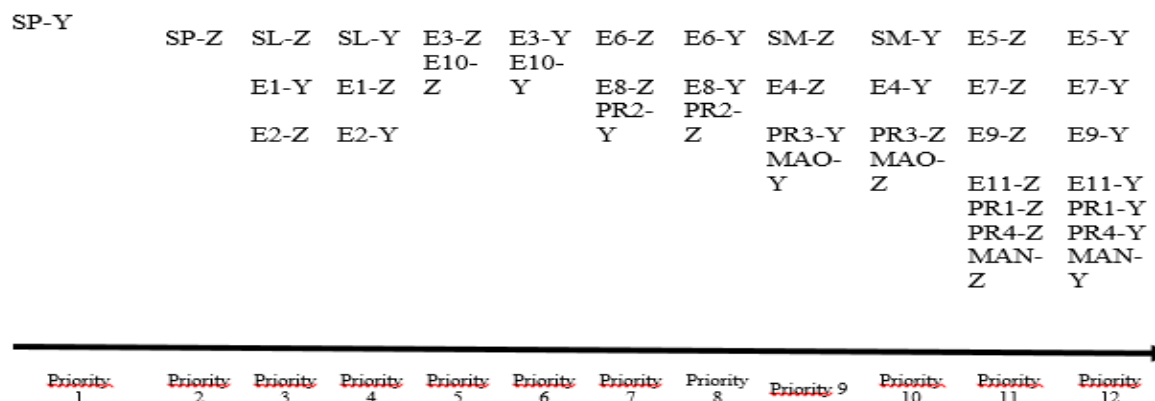 SP-Y
SP-Z SL-Z SL-Y E3-Z E3-Y E6-Z E6-Y SM-Z SM-Y E5-Z E5-Y
E10- E10-
E1-Y E1-Z Z Y E8-Z E8-Y E4-Z E4-Y E7-Z E7-Y
PR2- PR2-
E2-Z E2-Y Y Z PR3-Y PR3-Z E9-Z E9-Y
MAO- MAO-
Y Z E11-Z E11-Y
PR1-Z PR1-Y
PR4-Z PR4-Y
MAN- MAN-
Z Y
Priority Priority Priority Priority Priority Priority Priority Priority Priority 9 Priority Priority Priority
1 2 3 4 5 6 7 8 10 11 12